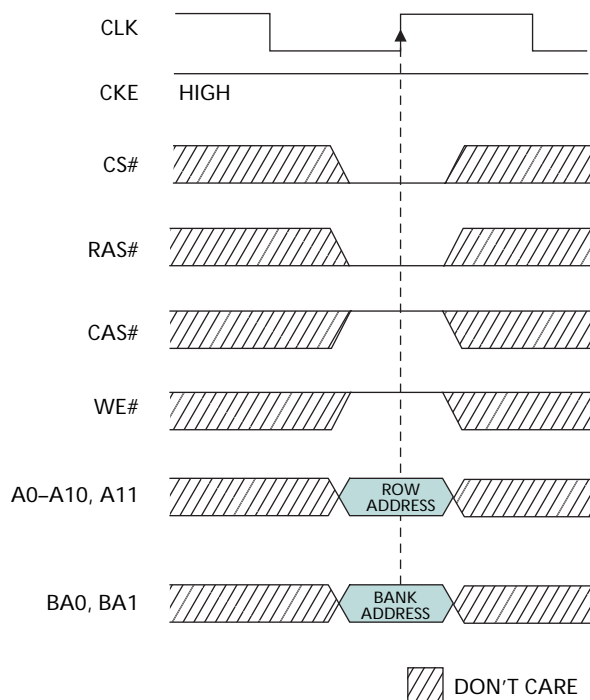 CLK
CKE HIGH
CS#
RAS#
CAS#
WE#
A0–A10, A11
ROW
ADDRESS
BA0, BA1
BANK
ADDRESS
DON'T CARE